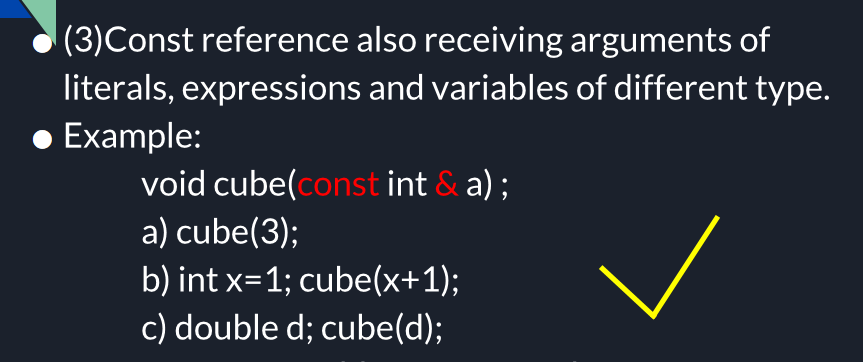 (3)Const reference also receiving arguments of
literals, expressions and variables of different type.
Example:
void cube(const int & a) ;
a) cube(3);
b) int x=1; cube(x+1);
c) double d; cube(d);